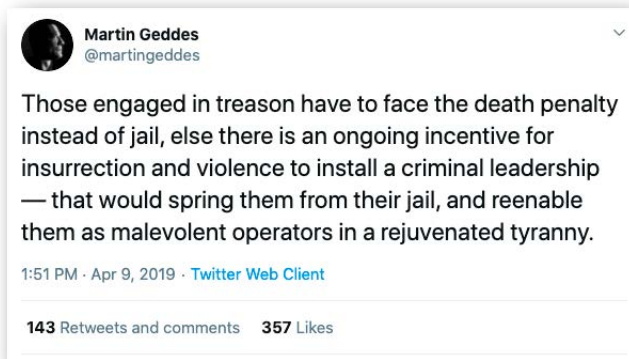 Martin Geddes
@martingeddes
Those engaged in treason have to face the death penalty
instead of jail, else there is an ongoing incentive for
insurrection and violence to install a criminal leadership
— that would spring them from their jail, and reenable
them as malevolent operators in a rejuvenated tyranny.
1:51 PM · Apr 9, 2019 · Twitter Web Client
143 Retweets and comments 357 Likes